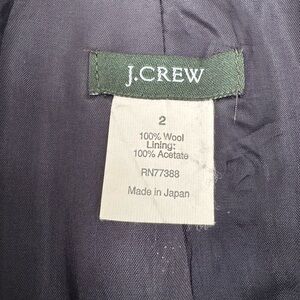 J.CREW
2
100% Wool
Lining:
100% Acetate
RN77388
Made in Japan